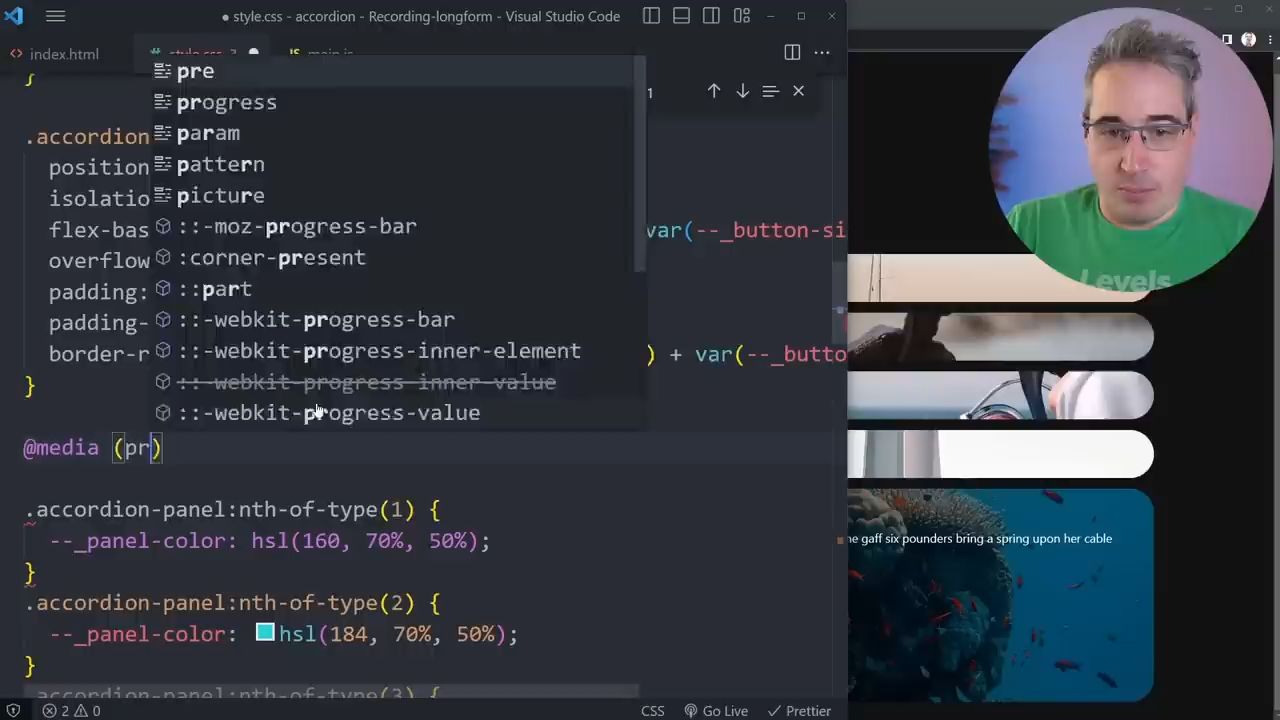 style.css - accordion - Recording-longform - Visual Studio Code
index.html
style.css
main.js
pre
progress
param
pattern
picture
::-moz-progress-bar
:corner-present
::part
::-webkit-progress-bar
::-webkit-progress-inner-element
::-webkit-progress-inner-value
::-webkit-progress-value
1
}
.accordion
position
isolatio
flex-bas var(--_button-si
overflow
padding:
padding-
border-r ) + var(--_butto
}
@media (pr)
.accordion-panel:nth-of-type(1) {
--_panel-color: hsl(160, 70%, 50%);
}
.accordion-panel:nth-of-type(2) {
--_panel-color: hsl(184, 70%, 50%);
}
.accordion-panel:nth-of-type(3) {
2 0
CSS Go Live Prettier
Levels
gaff six pounders bring a spring upon her cable